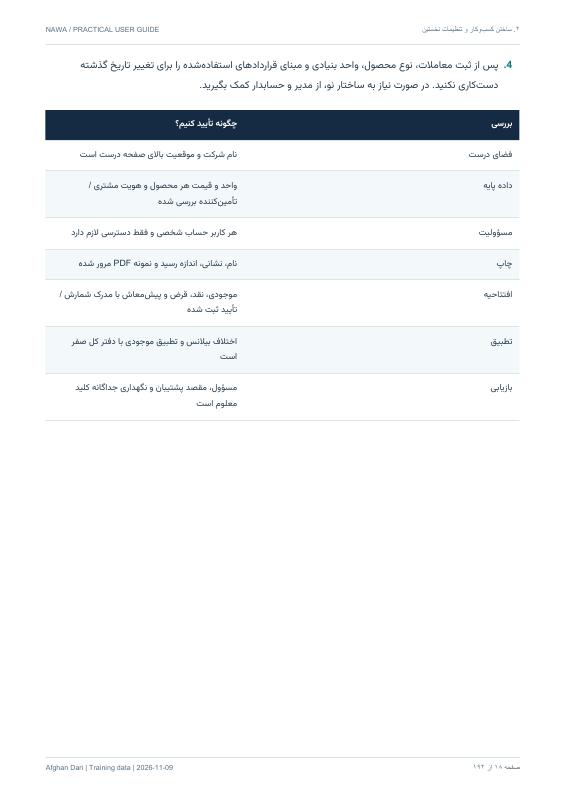 NAWA / PRACTICAL USER GUIDE
۴. ساختن کسب‌وکار و تنظیمات نخستین
4. پس از ثبت معاملات، نوع محصول، واحد بنیادی و مبنای قراردادهای استفاده‌شده را برای تغییر تاریخ گذشته
دست‌کاری نکنید. در صورت نیاز به ساختار نو، از مدیر و حسابدار کمک بگیرید.
بررسی چگونه تأیید کنیم؟
فضای درست نام شرکت و موقعیت بالای صفحه درست است
داده پایه واحد و قیمت هر محصول و هویت مشتری /
تأمین‌کننده بررسی شده
مسؤولیت هر کاربر حساب شخصی و فقط دسترسی لازم دارد
چاپ نام، نشانی، اندازه رسید و نمونه PDF مرور شده
افتتاحیه موجودی، نقد، قرض و پیش‌معاش با مدرک شمارش /
تأیید ثبت شده
تطبیق اختلاف بیلانس و تطبیق موجودی با دفتر کل صفر
است
بازیابی مسؤول، مقصد پشتیبان و نگهداری جداگانه کلید
معلوم است
Afghan Dari | Training data | 2026-11-09
صفحه ۱۸ از ۱۹۴